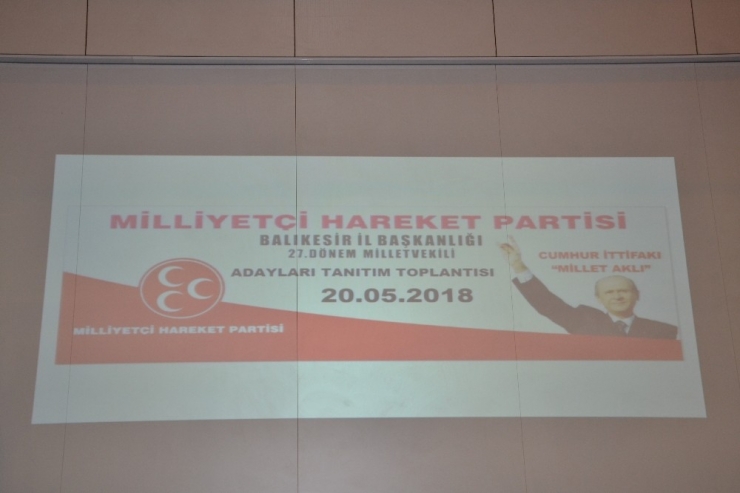 MİLLİYETÇİ HAREKET PARTİSİ
BALIKESİR İL BAŞKANLIĞI
27.DÖNEM MİLLETVEKİLİ
ADAYLARI TANITIM TOPLANTISI
20.05.2018
CUMHUR İTTİFAKI
“MİLLET AKLI”
MİLLİYETÇİ HAREKET PARTİSİ